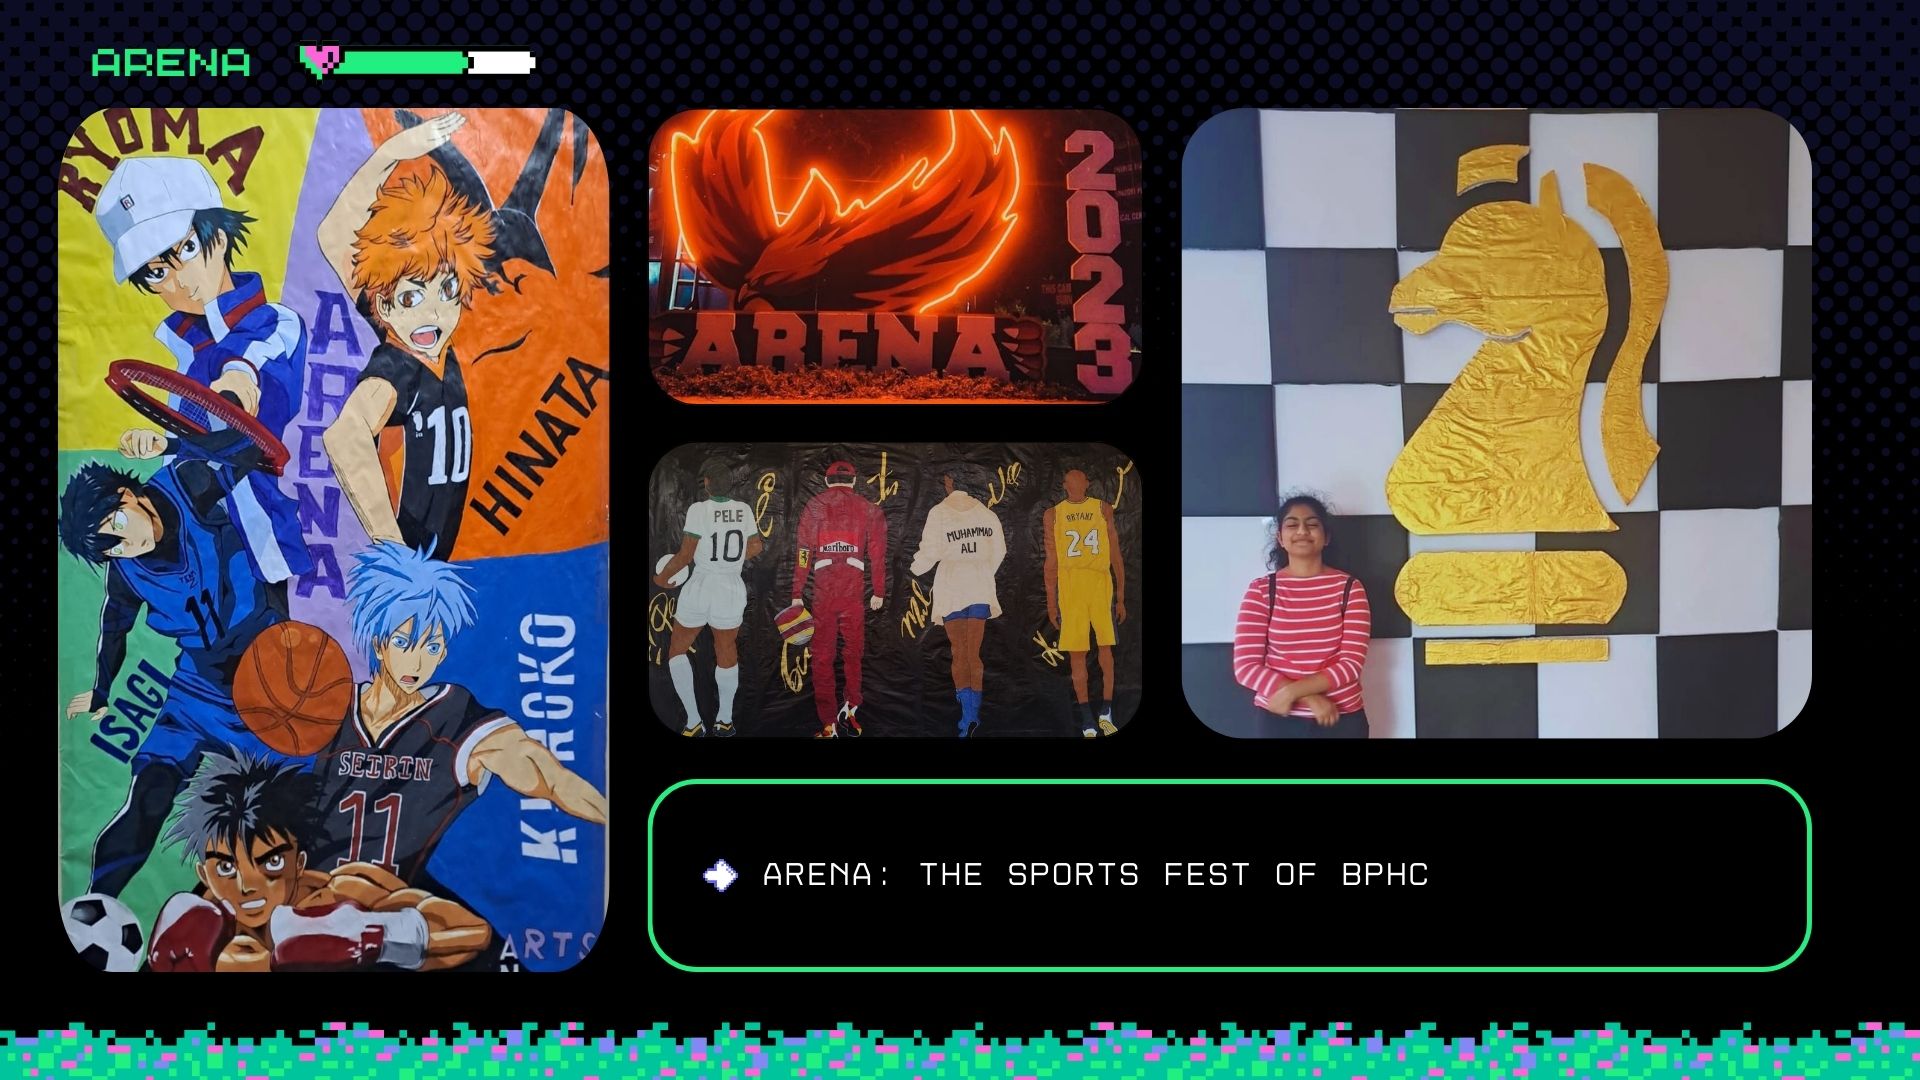 ARENA
RYOMA
ARENA
'10
HINATA
11
ISAGI
KUROKO
SEIRIN
11
ARTS
2023
ARENA
PELE
10
Marlboro
MUHAMMAD
ALI
BRYANT
24
ARENA: THE SPORTS FEST OF BPHC